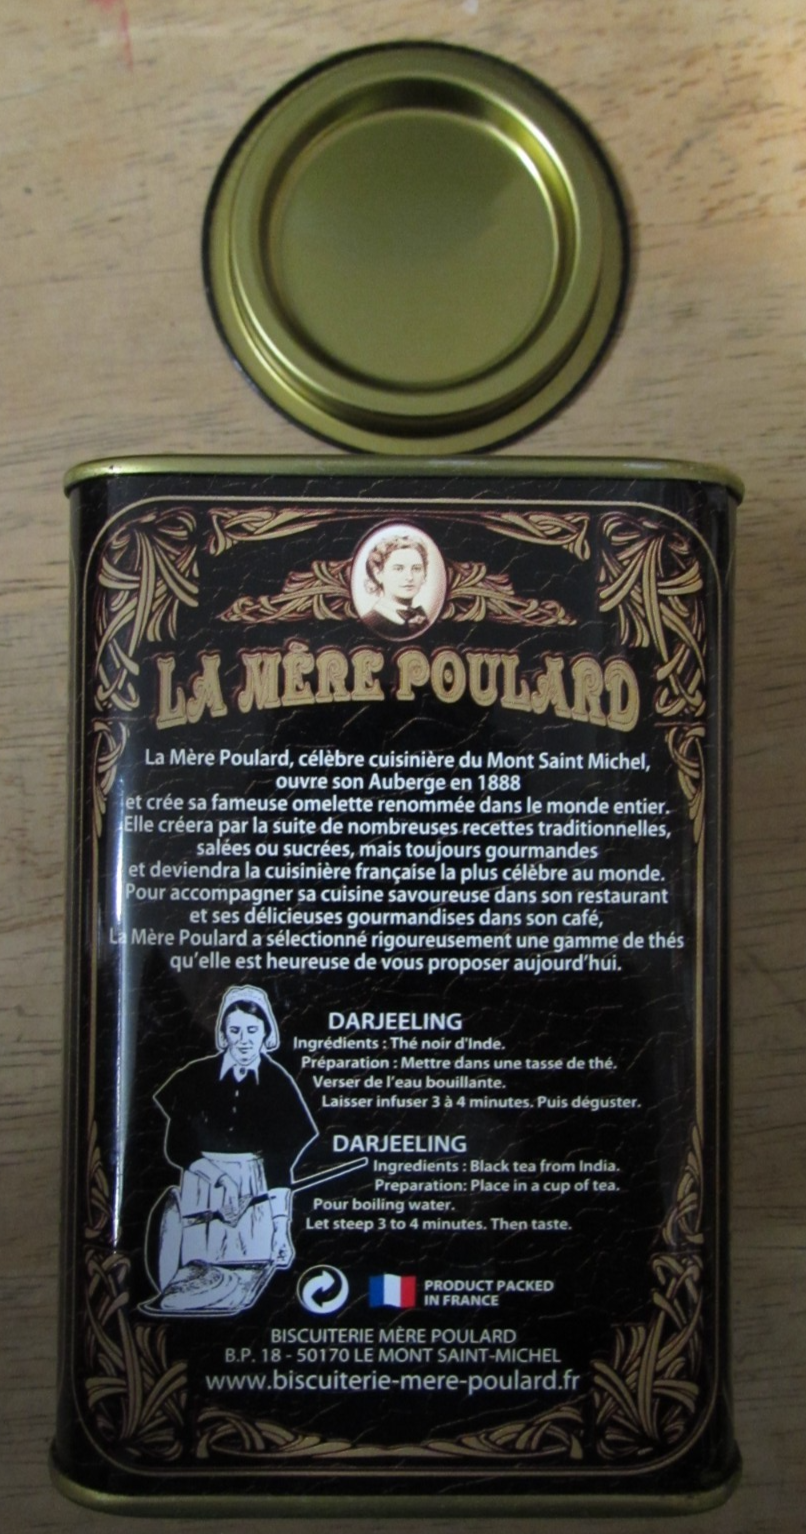 LA MÈRE POULARD
La Mère Poulard, célèbre cuisinière du Mont Saint Michel,
ouvre son Auberge en 1888
et crée sa fameuse omelette renommée dans le monde entier.
Elle créera par la suite de nombreuses recettes traditionnelles,
salées ou sucrées, mais toujours gourmandes
et deviendra la cuisinière française la plus célèbre au monde.
Pour accompagner sa cuisine savoureuse dans son restaurant
et ses délicieuses gourmandises dans son café,
La Mère Poulard a sélectionné rigoureusement une gamme de thés
qu'elle est heureuse de vous proposer aujourd'hui.
DARJEELING
Ingrédients : Thé noir d'Inde.
Préparation : Mettre dans une tasse de thé.
Verser de l'eau bouillante.
Laisser infuser 3 à 4 minutes. Puis déguster.
DARJEELING
Ingredients : Black tea from India.
Preparation: Place in a cup of tea.
Pour boiling water.
Let steep 3 to 4 minutes. Then taste.
PRODUCT PACKED
IN FRANCE
BISCUITERIE MÈRE POULARD
B.P. 18 - 50170 LE MONT SAINT-MICHEL
www.biscuiterie-mere-poulard.fr